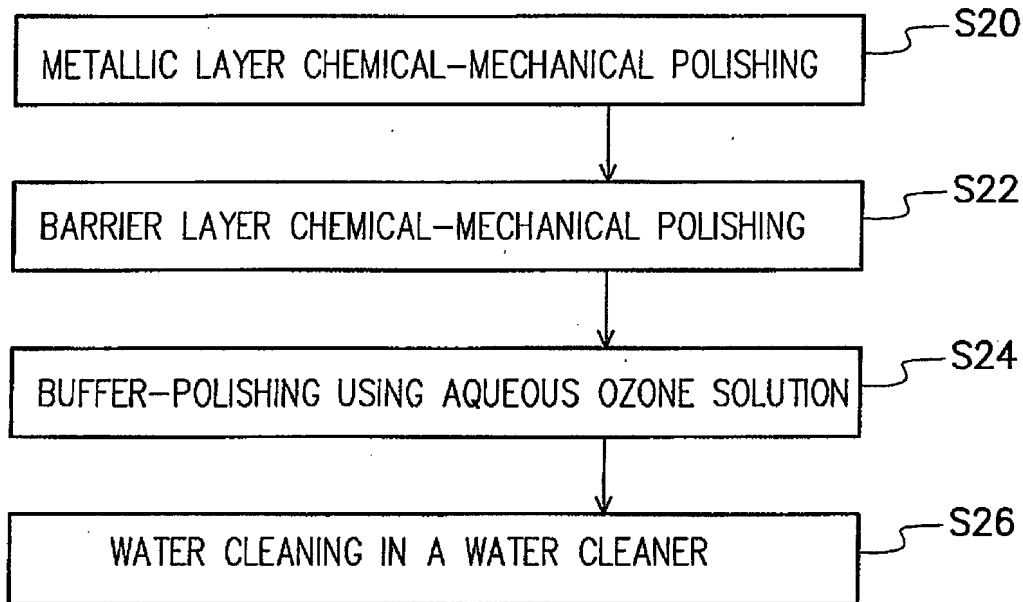 METALLIC LAYER CHEMICAL-MECHANICAL POLISHING
S20
BARRIER LAYER CHEMICAL-MECHANICAL POLISHING
S22
BUFFER-POLISHING USING AQUEOUS OZONE SOLUTION
S24
WATER CLEANING IN A WATER CLEANER
S26